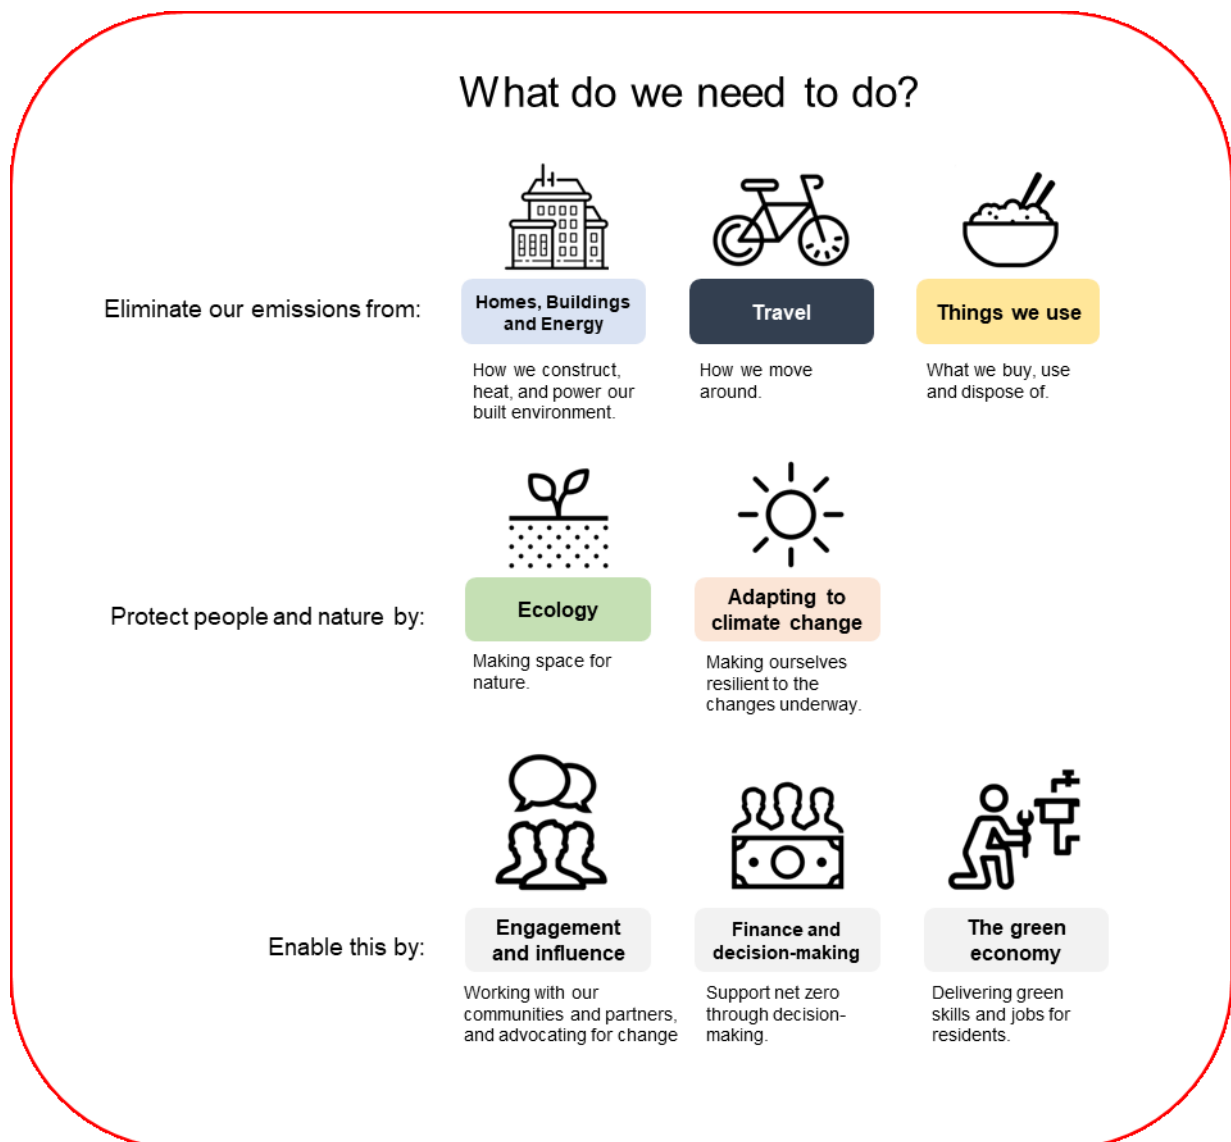 What do we need to do?
Eliminate our emissions from:
Homes, Buildings
and Energy
Travel
Things we use
How we construct,
heat, and power our
built environment.
How we move
around.
What we buy, use
and dispose of.
Protect people and nature by:
Ecology
Adapting to
climate change
Making space for
nature.
Making ourselves
resilient to the
changes underway.
Enable this by:
Engagement
and influence
Finance and
decision-making
The green
economy
Working with our
communities and partners,
and advocating for change
Support net zero
through decision-
making.
Delivering green
skills and jobs for
residents.